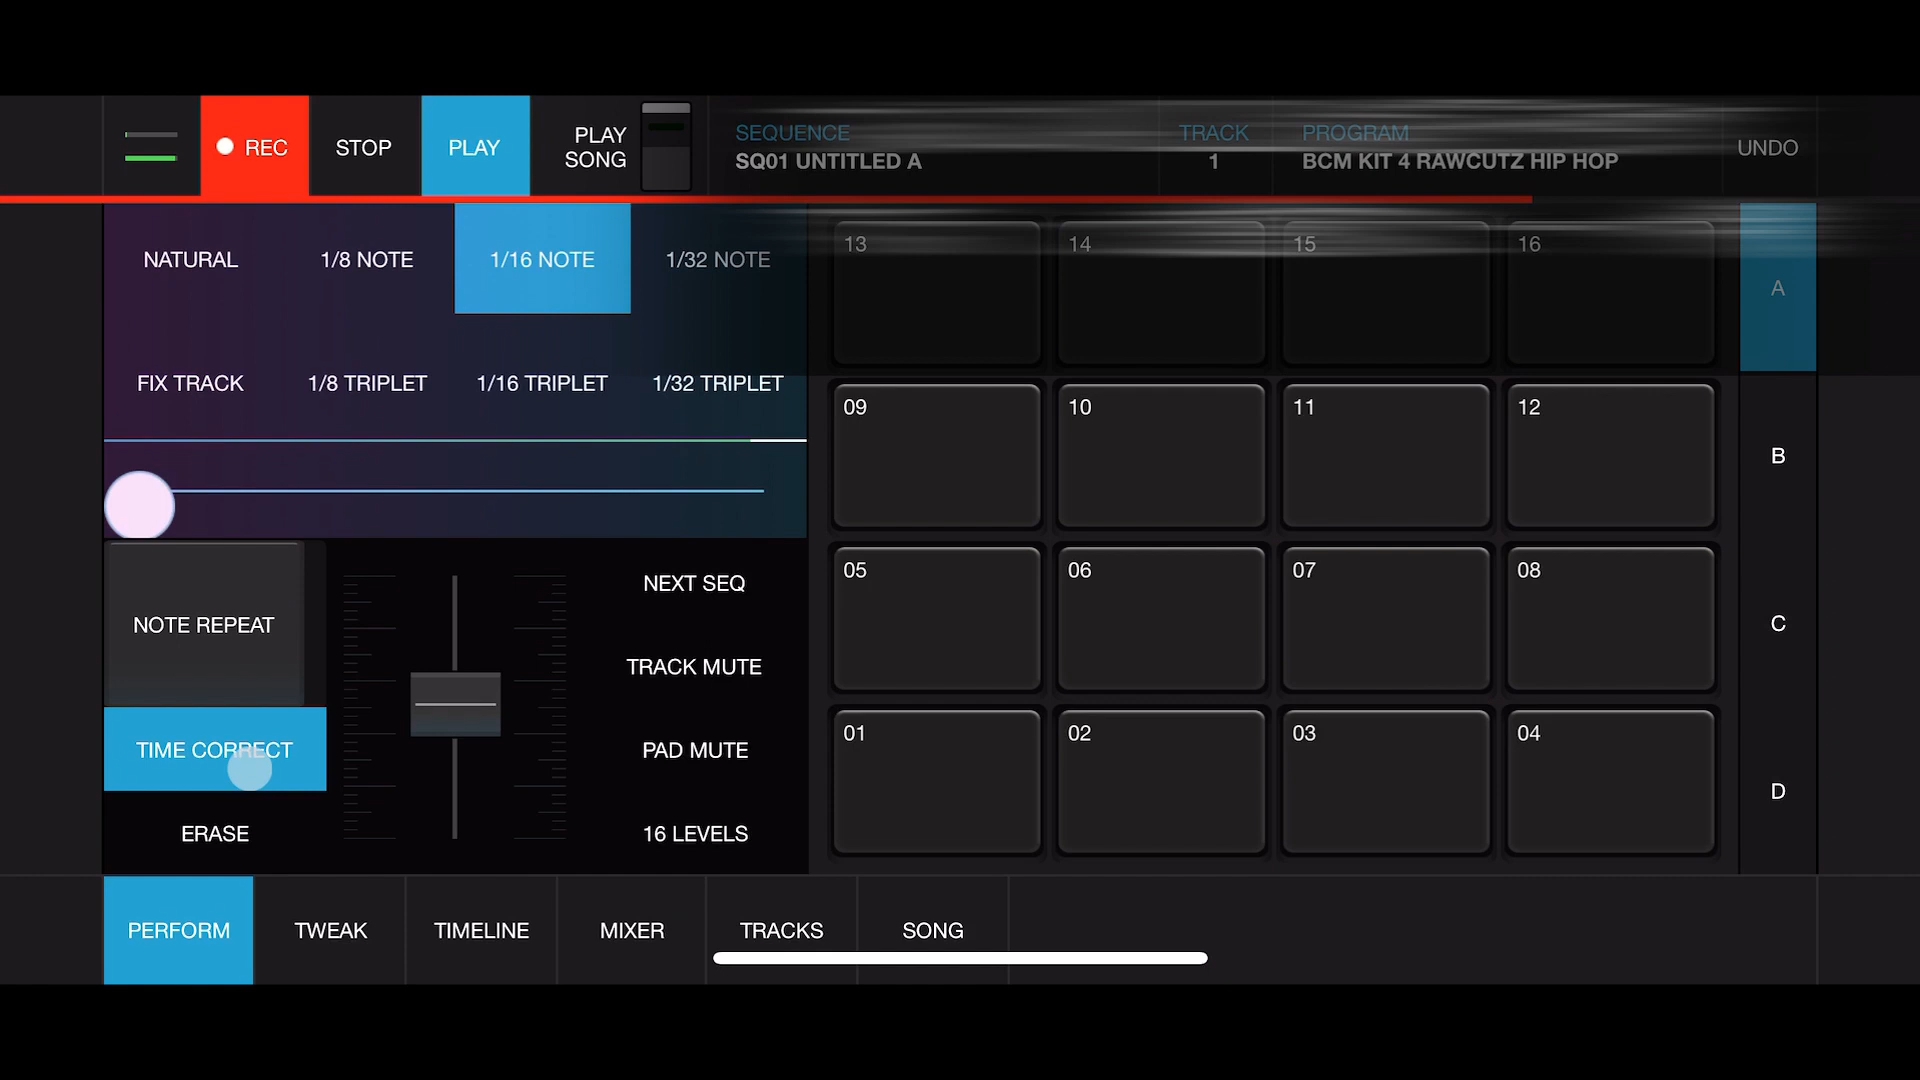 REC
STOP
PLAY
PLAY
SONG
SEQUENCE
SQ01 UNTITLED A
TRACK
1
PROGRAM
BCM KIT 4 RAWCUTZ HIP HOP
UNDO
NATURAL
1/8 NOTE
1/16 NOTE
1/32 NOTE
FIX TRACK
1/8 TRIPLET
1/16 TRIPLET
1/32 TRIPLET
NOTE REPEAT
TIME CORRECT
ERASE
NEXT SEQ
TRACK MUTE
PAD MUTE
16 LEVELS
13
14
15
16
09
10
11
12
05
06
07
08
01
02
03
04
A
B
C
D
PERFORM
TWEAK
TIMELINE
MIXER
TRACKS
SONG